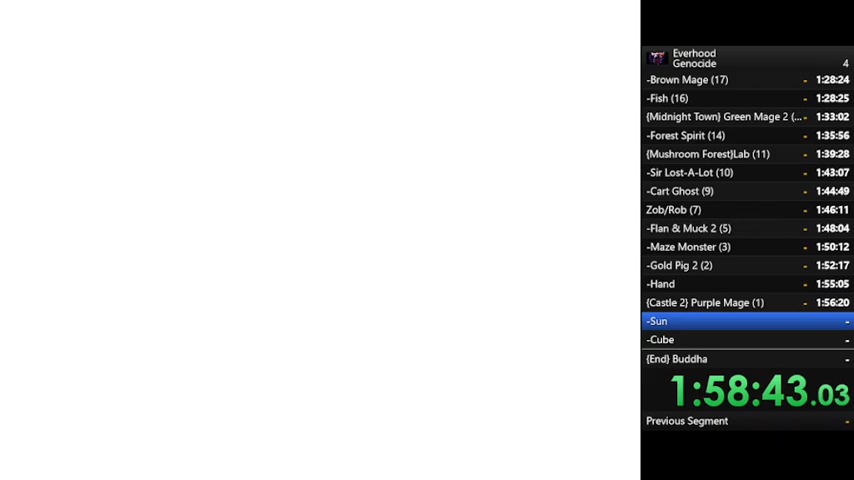 Everhood
Genocide 4
-Brown Mage (17) - 1:28:24
-Fish (16) - 1:28:25
{Midnight Town} Green Mage 2 (... - 1:33:02
-Forest Spirit (14) - 1:35:56
{Mushroom Forest}Lab (11) - 1:39:28
-Sir Lost-A-Lot (10) - 1:43:07
-Cart Ghost (9) - 1:44:49
Zob/Rob (7) - 1:46:11
-Flan & Muck 2 (5) - 1:48:04
-Maze Monster (3) - 1:50:12
-Gold Pig 2 (2) - 1:52:17
-Hand - 1:55:05
{Castle 2} Purple Mage (1) - 1:56:20
-Sun -
-Cube -
{End} Buddha -
1:58:43.03
Previous Segment -